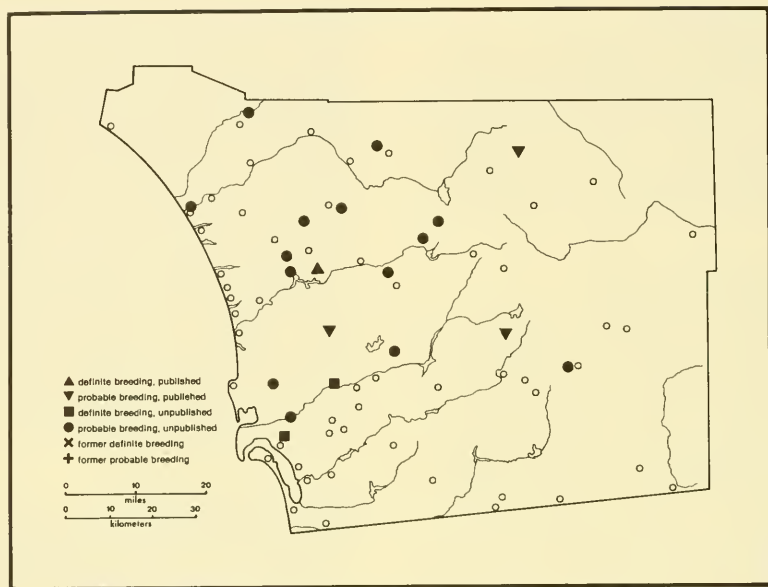 definite breeding, published
probable breeding, published
definite breeding, unpublished
probable breeding, unpublished
former definite breeding
former probable breeding
0 10 20
miles
0 10 20 30
kilometers